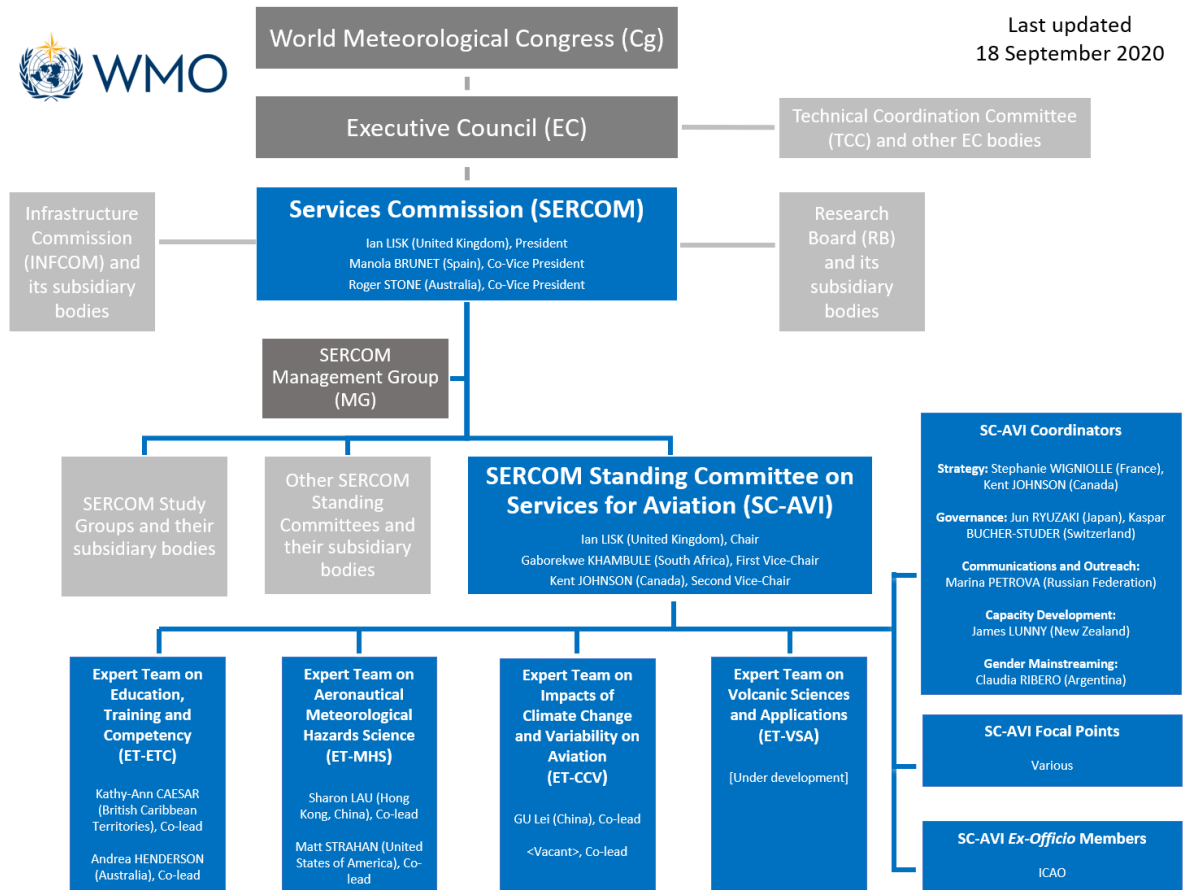 WMO
World Meteorological Congress (Cg)
Last updated
18 September 2020
Executive Council (EC)
Technical Coordination Committee
(TCC) and other EC bodies
Infrastructure
Commission
(INFCOM) and
its subsidiary
bodies
Services Commission (SERCOM)
Ian LISK (United Kingdom), President
Manola BRUNET (Spain), Co-Vice President
Roger STONE (Australia), Co-Vice President
Research
Board (RB)
and its
subsidiary
bodies
SERCOM
Management Group
(MG)
SERCOM Study
Groups and their
subsidiary bodies
Other SERCOM
Standing
Committees and
their subsidiary
bodies
SERCOM Standing Committee on
Services for Aviation (SC-AVI)
Ian LISK (United Kingdom), Chair
Gaborekwe KHAMBULE (South Africa), First Vice-Chair
Kent JOHNSON (Canada), Second Vice-Chair
SC-AVI Coordinators
Strategy: Stephanie WIGNIOLLE (France),
Kent JOHNSON (Canada)
Governance: Jun RYUZAKI (Japan), Kaspar
BUCHER-STUDER (Switzerland)
Communications and Outreach:
Marina PETROVA (Russian Federation)
Capacity Development:
James LUNNY (New Zealand)
Gender Mainstreaming:
Claudia RIBERO (Argentina)
Expert Team on
Education,
Training and
Competency
(ET-ETC)
Kathy-Ann CAESAR
(British Caribbean
Territories), Co-lead
Andrea HENDERSON
(Australia), Co-lead
Expert Team on
Aeronautical
Meteorological
Hazards Science
(ET-MHS)
Sharon LAU (Hong
Kong, China), Co-lead
Matt STRAHAN (United
States of America), Co-
lead
Expert Team on
Impacts of
Climate Change
and Variability on
Aviation
(ET-CCV)
GU Lei (China), Co-lead
<Vacant>, Co-lead
Expert Team on
Volcanic Sciences
and Applications
(ET-VSA)
[Under development]
SC-AVI Focal Points
Various
SC-AVI Ex-Officio Members
ICAO